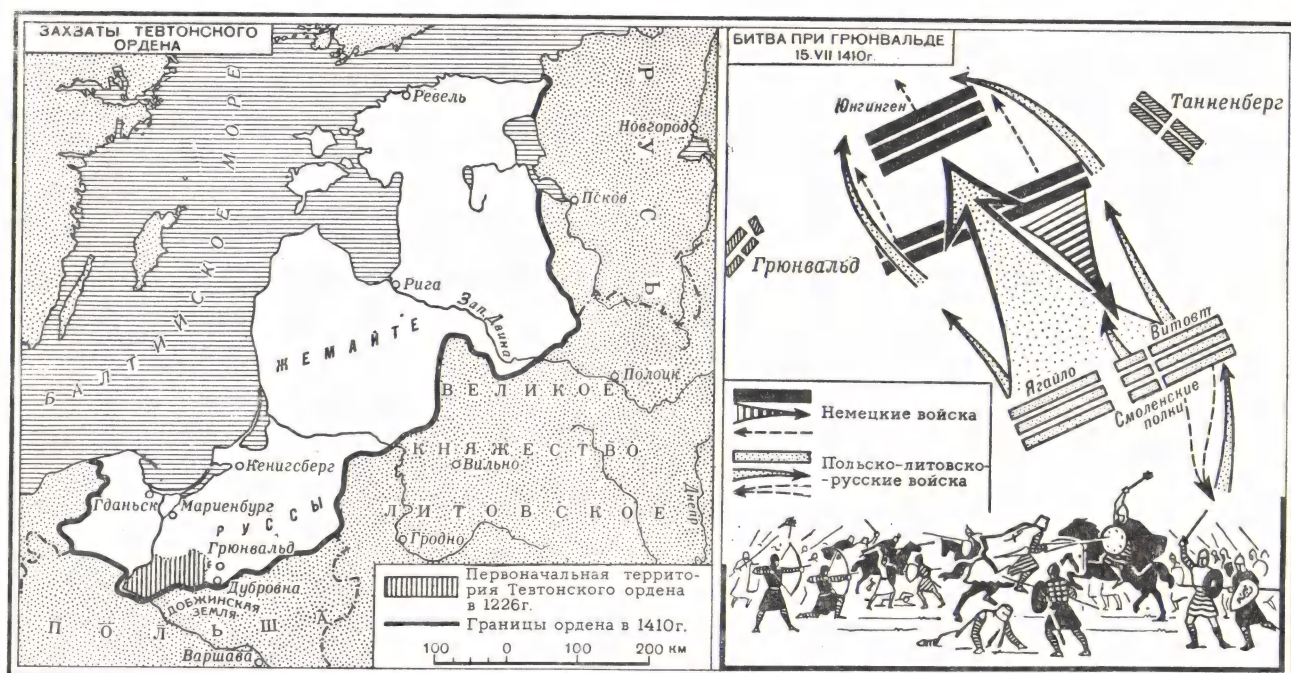 ЗАХВАТЫ ТЕВТОНСКОГО
ОРДЕНА
БАЛТИЙСКОЕ МОРЕ
РУСЬ
Ревель
Новгород
Псков
Рига
Зап. Двина
ЖЕМАЙТЕ
Полоцк
ВЕЛИКОЕ
КНЯЖЕСТВО
Вильно
ЛИТОВСКОЕ
Днепр
Гродно
Кенигсберг
Гданьск
Мариенбург
РУССЫ
Грюнвальд
Дубровна
ДОБЖИНСКАЯ
ЗЕМЛЯ
ПОЛЬША
Варшава
Первоначальная террито-
рия Тевтонского ордена
в 1226г.
Границы ордена в 1410г.
100 0 100 200 км
БИТВА ПРИ ГРЮНВАЛЬДЕ
15.VII 1410г.
Юнгинген
Танненберг
Грюнвальд
Витовт
Ягайло
Смоленские
полки
Немецкие войска
Польско-литовско-
-русские войска